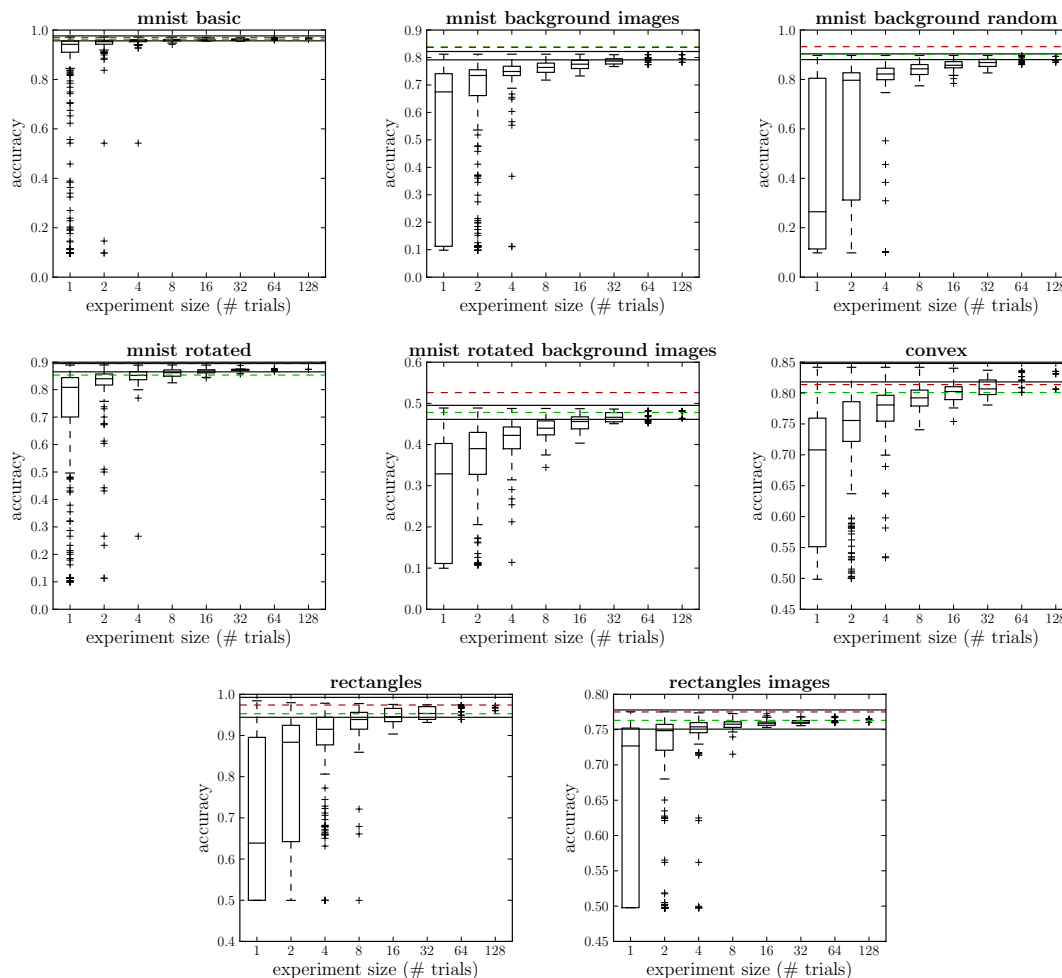 mnist basic
1.0
0.8
0.6
0.4
0.2
0.0
accuracy
1 2 4 8 16 32 64 128
experiment size (# trials)
mnist background images
0.9
0.8
0.7
0.6
0.5
0.4
0.3
0.2
0.1
0.0
accuracy
1 2 4 8 16 32 64 128
experiment size (# trials)
mnist background random
1.0
0.8
0.6
0.4
0.2
0.0
accuracy
1 2 4 8 16 32 64 128
experiment size (# trials)
mnist rotated
0.9
0.8
0.7
0.6
0.5
0.4
0.3
0.2
0.1
0.0
accuracy
1 2 4 8 16 32 64 128
experiment size (# trials)
mnist rotated background images
0.6
0.5
0.4
0.3
0.2
0.1
0.0
accuracy
1 2 4 8 16 32 64 128
experiment size (# trials)
convex
0.85
0.80
0.75
0.70
0.65
0.60
0.55
0.50
0.45
accuracy
1 2 4 8 16 32 64 128
experiment size (# trials)
rectangles
1.0
0.9
0.8
0.7
0.6
0.5
0.4
accuracy
1 2 4 8 16 32 64 128
experiment size (# trials)
rectangles images
0.80
0.75
0.70
0.65
0.60
0.55
0.50
0.45
accuracy
1 2 4 8 16 32 64 128
experiment size (# trials)